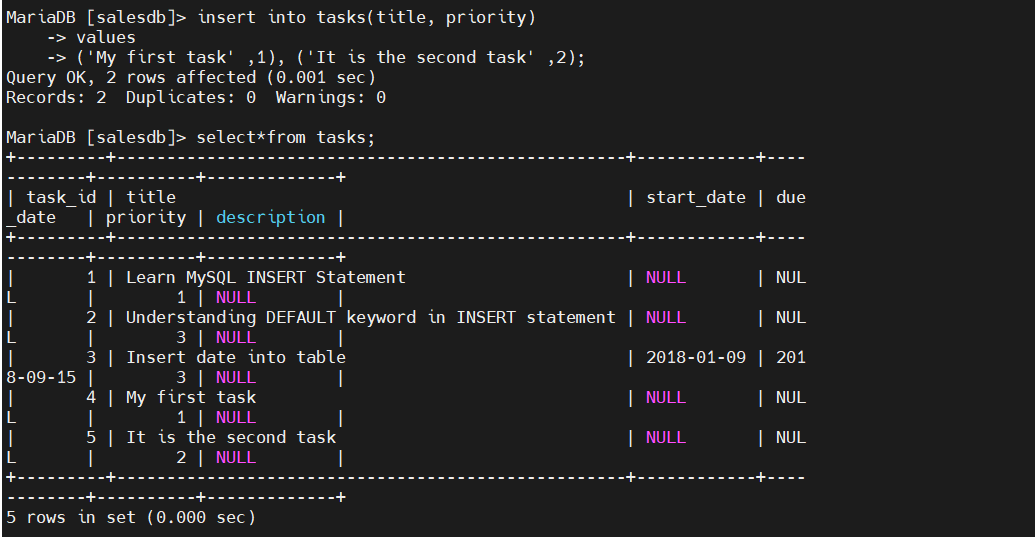 MariaDB [salesdb]> insert into tasks(title, priority)
    -> values
    -> ('My first task' ,1), ('It is the second task' ,2);
Query OK, 2 rows affected (0.001 sec)
Records: 2  Duplicates: 0  Warnings: 0

MariaDB [salesdb]> select*from tasks;
+---------+---------------------------------------------------+------------+----
--------+----------+-------------+
| task_id | title                                             | start_date | due
_date   | priority | description |
+---------+---------------------------------------------------+------------+----
--------+----------+-------------+
|       1 | Learn MySQL INSERT Statement                      | NULL       | NUL
L       |        1 | NULL        |
|       2 | Understanding DEFAULT keyword in INSERT statement | NULL       | NUL
L       |        3 | NULL        |
|       3 | Insert date into table                            | 2018-01-09 | 201
8-09-15 |        3 | NULL        |
|       4 | My first task                                     | NULL       | NUL
L       |        1 | NULL        |
|       5 | It is the second task                             | NULL       | NUL
L       |        2 | NULL        |
+---------+---------------------------------------------------+------------+----
--------+----------+-------------+
5 rows in set (0.000 sec)